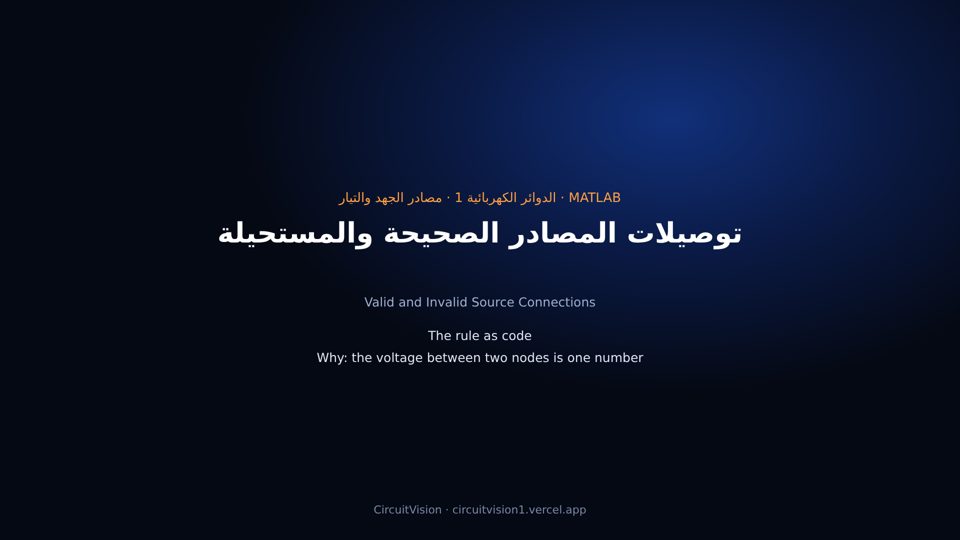 MATLAB · الدوائر الكهربائية 1 · مصادر الجهد والتيار
توصيلات المصادر الصحيحة والمستحيلة
Valid and Invalid Source Connections
The rule as code
Why: the voltage between two nodes is one number
CircuitVision · circuitvision1.vercel.app